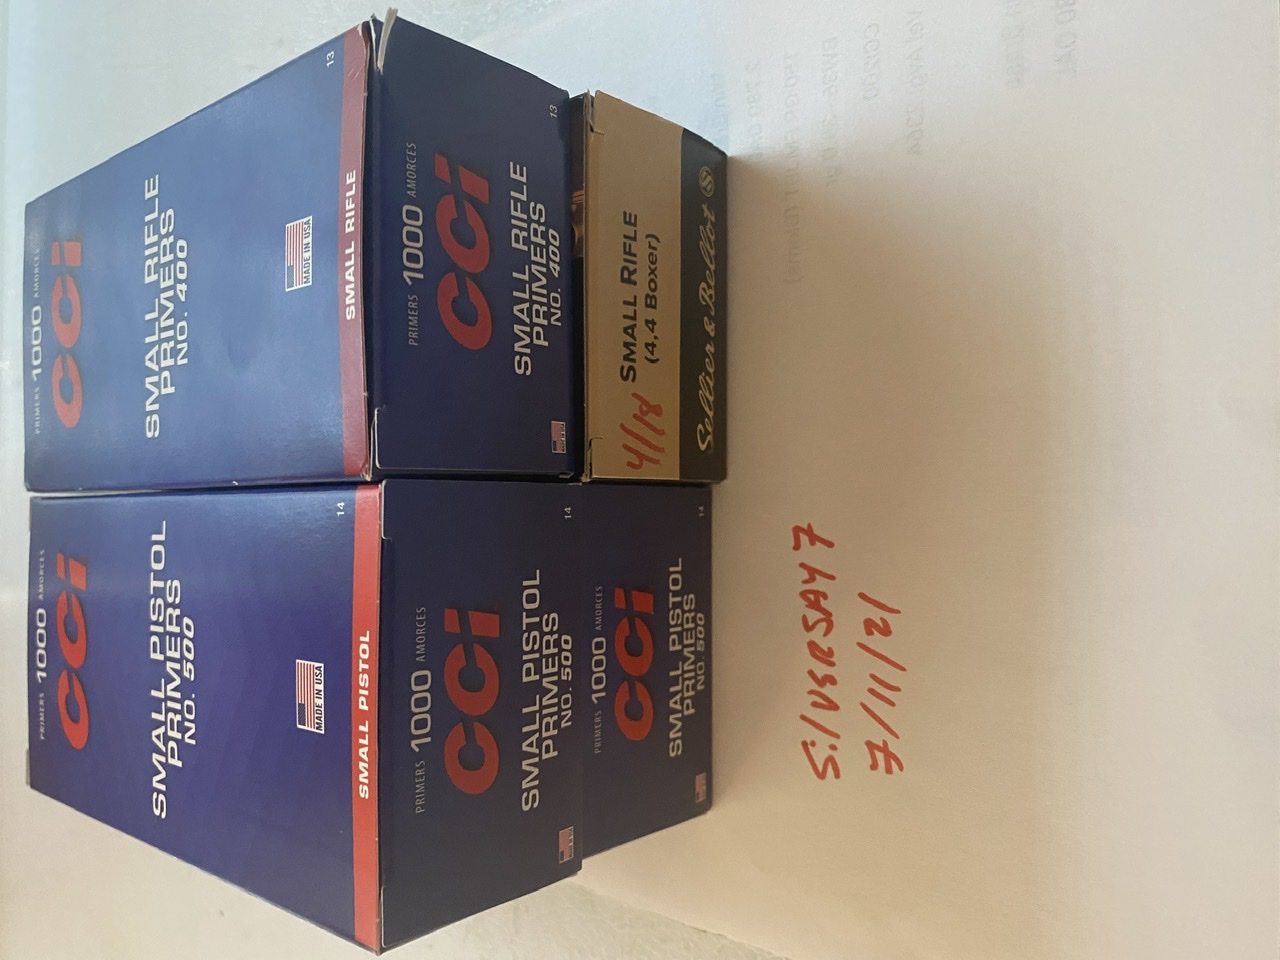 PRIMERS 1000 AMORCES
CCi
SMALL PISTOL
PRIMERS
NO. 500
MADE IN USA
14
SMALL PISTOL
PRIMERS 1000 AMORCES
CCi
SMALL PISTOL
PRIMERS
NO. 500
14
PRIMERS 1000 AMORCES
CCi
SMALL PISTOL
PRIMERS
NO. 500
14
PRIMERS 1000 AMORCES
CCi
SMALL RIFLE
PRIMERS
NO. 400
MADE IN USA
13
SMALL RIFLE
PRIMERS 1000 AMORCES
CCi
SMALL RIFLE
PRIMERS
NO. 400
13
4/18 SMALL RIFLE
(4,4 Boxer)
Sellier & Bellot
SilVERSAY7
7/11/21